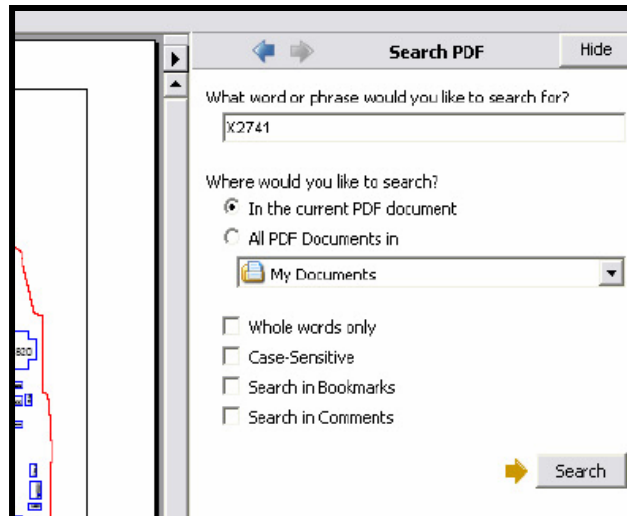 Search PDF
Hide
What word or phrase would you like to search for?
X2741
Where would you like to search?
In the current PDF document
All PDF Documents in
My Documents
Whole words only
Case-Sensitive
Search in Bookmarks
Search in Comments
Search